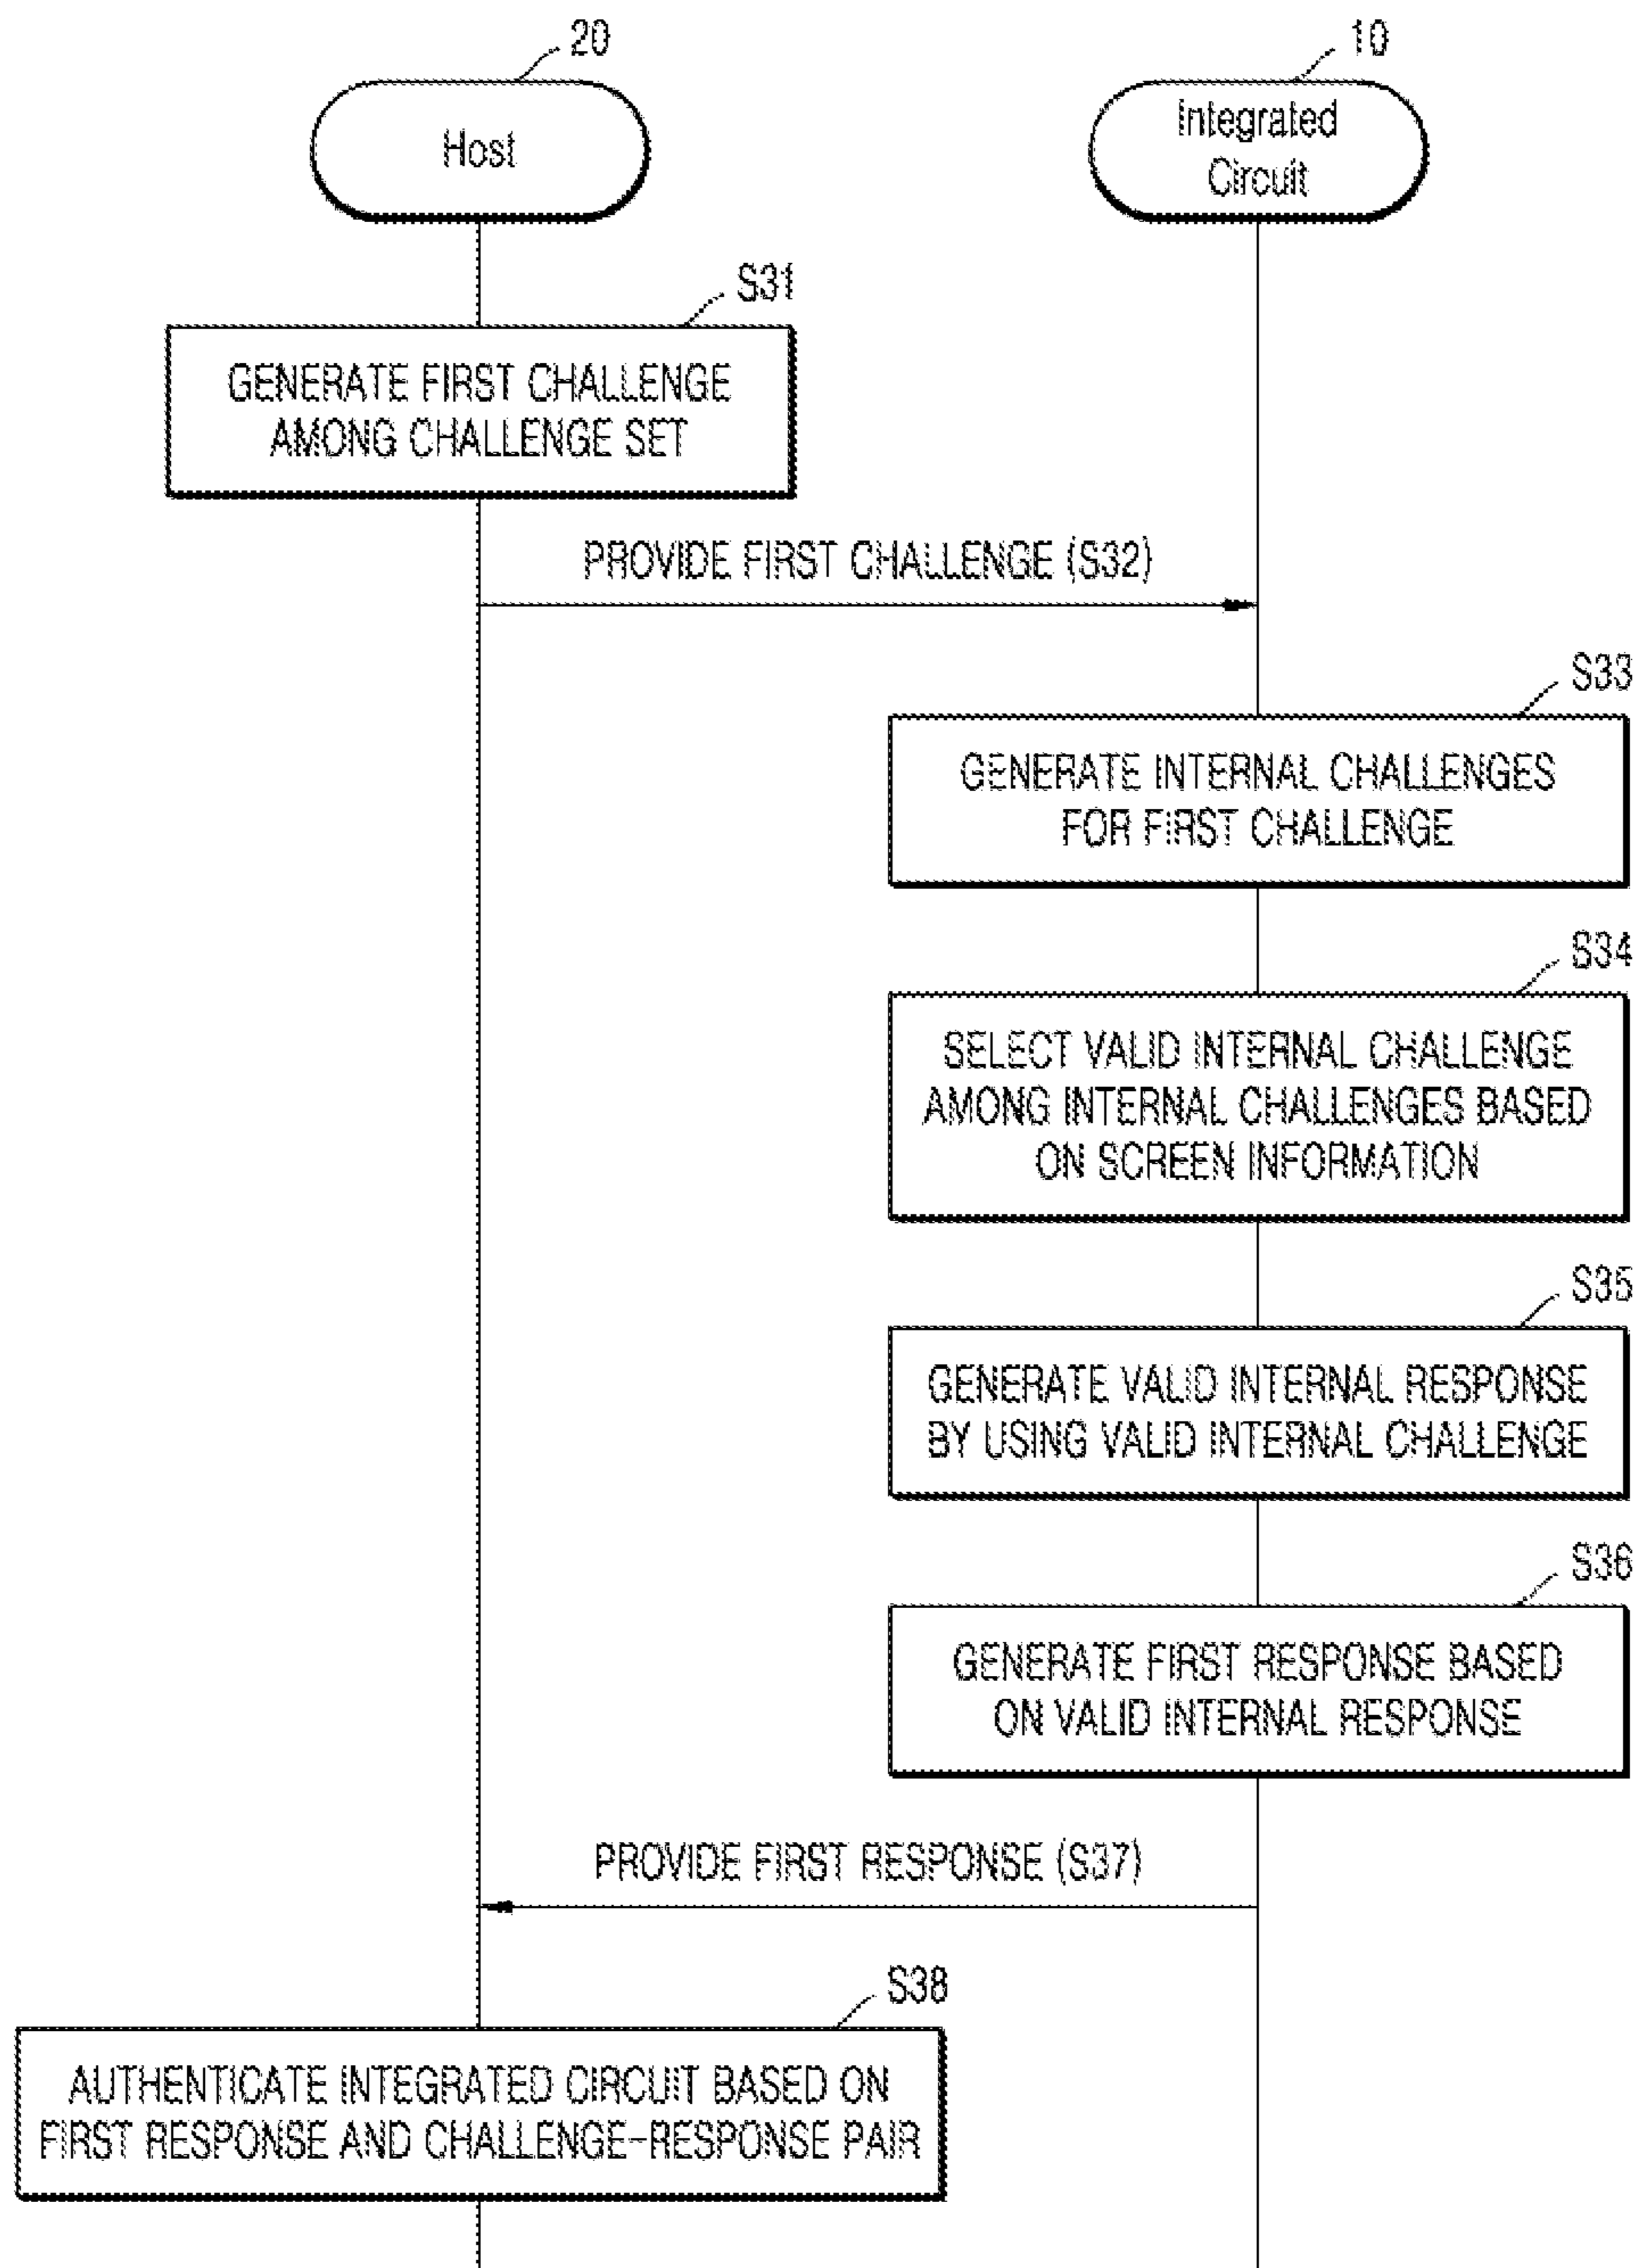 20
10
Host
Integrated
Circuit
S31
GENERATE FIRST CHALLENGE
AMONG CHALLENGE SET
PROVIDE FIRST CHALLENGE (S32)
S33
GENERATE INTERNAL CHALLENGES
FOR FIRST CHALLENGE
S34
SELECT VALID INTERNAL CHALLENGE
AMONG INTERNAL CHALLENGES BASED
ON SCREEN INFORMATION
S35
GENERATE VALID INTERNAL RESPONSE
BY USING VALID INTERNAL CHALLENGE
S36
GENERATE FIRST RESPONSE BASED
ON VALID INTERNAL RESPONSE
PROVIDE FIRST RESPONSE (S37)
S38
AUTHENTICATE INTEGRATED CIRCUIT BASED ON
FIRST RESPONSE AND CHALLENGE-RESPONSE PAIR